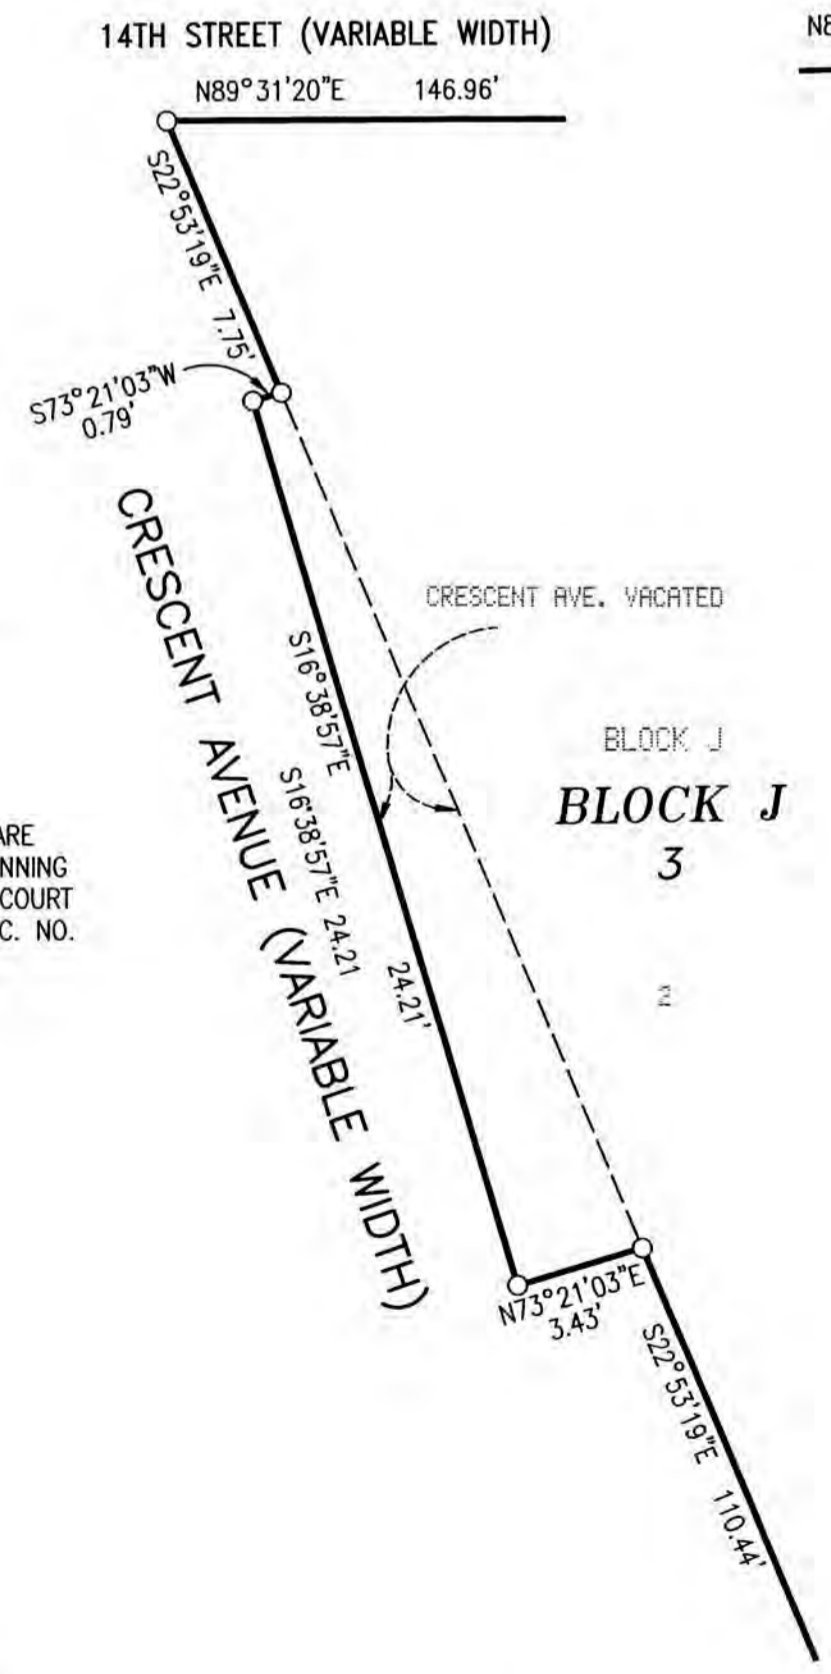 14TH STREET (VARIABLE WIDTH)
N8
N89°31'20"E 146.96'
S22°53'19"E 7.75'
S73°21'03"W
0.79'
CRESCENT AVENUE (VARIABLE WIDTH)
CRESCENT AVE. VACATED
S16°38'57"E 24.21'
S16°38'57"E 24.21
BLOCK J
BLOCK J
3
ARE
NNING
COURT
C. NO.
2
N73°21'03"E
3.43'
S22°53'19"E 110.44'